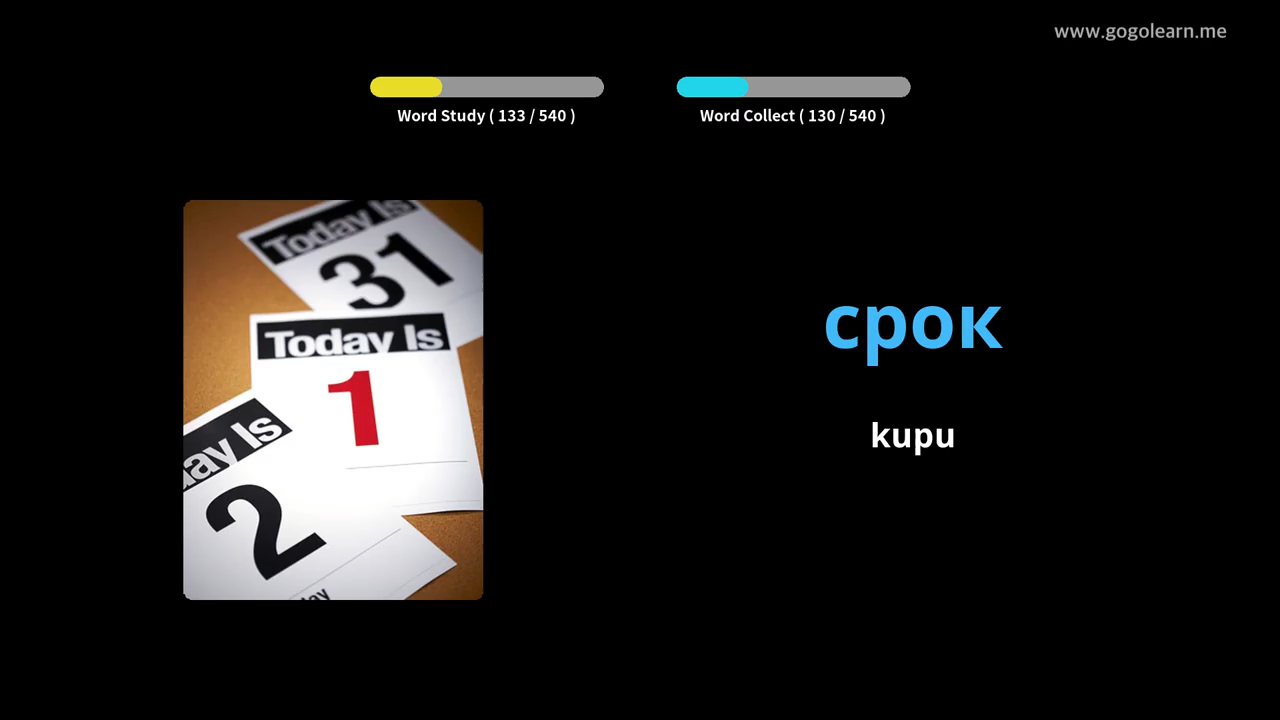 www.gogolearn.me
Word Study ( 133 / 540 )
Word Collect ( 130 / 540 )
Today Is
31
Today Is
1
ay Is
2
ay
срок
kupu